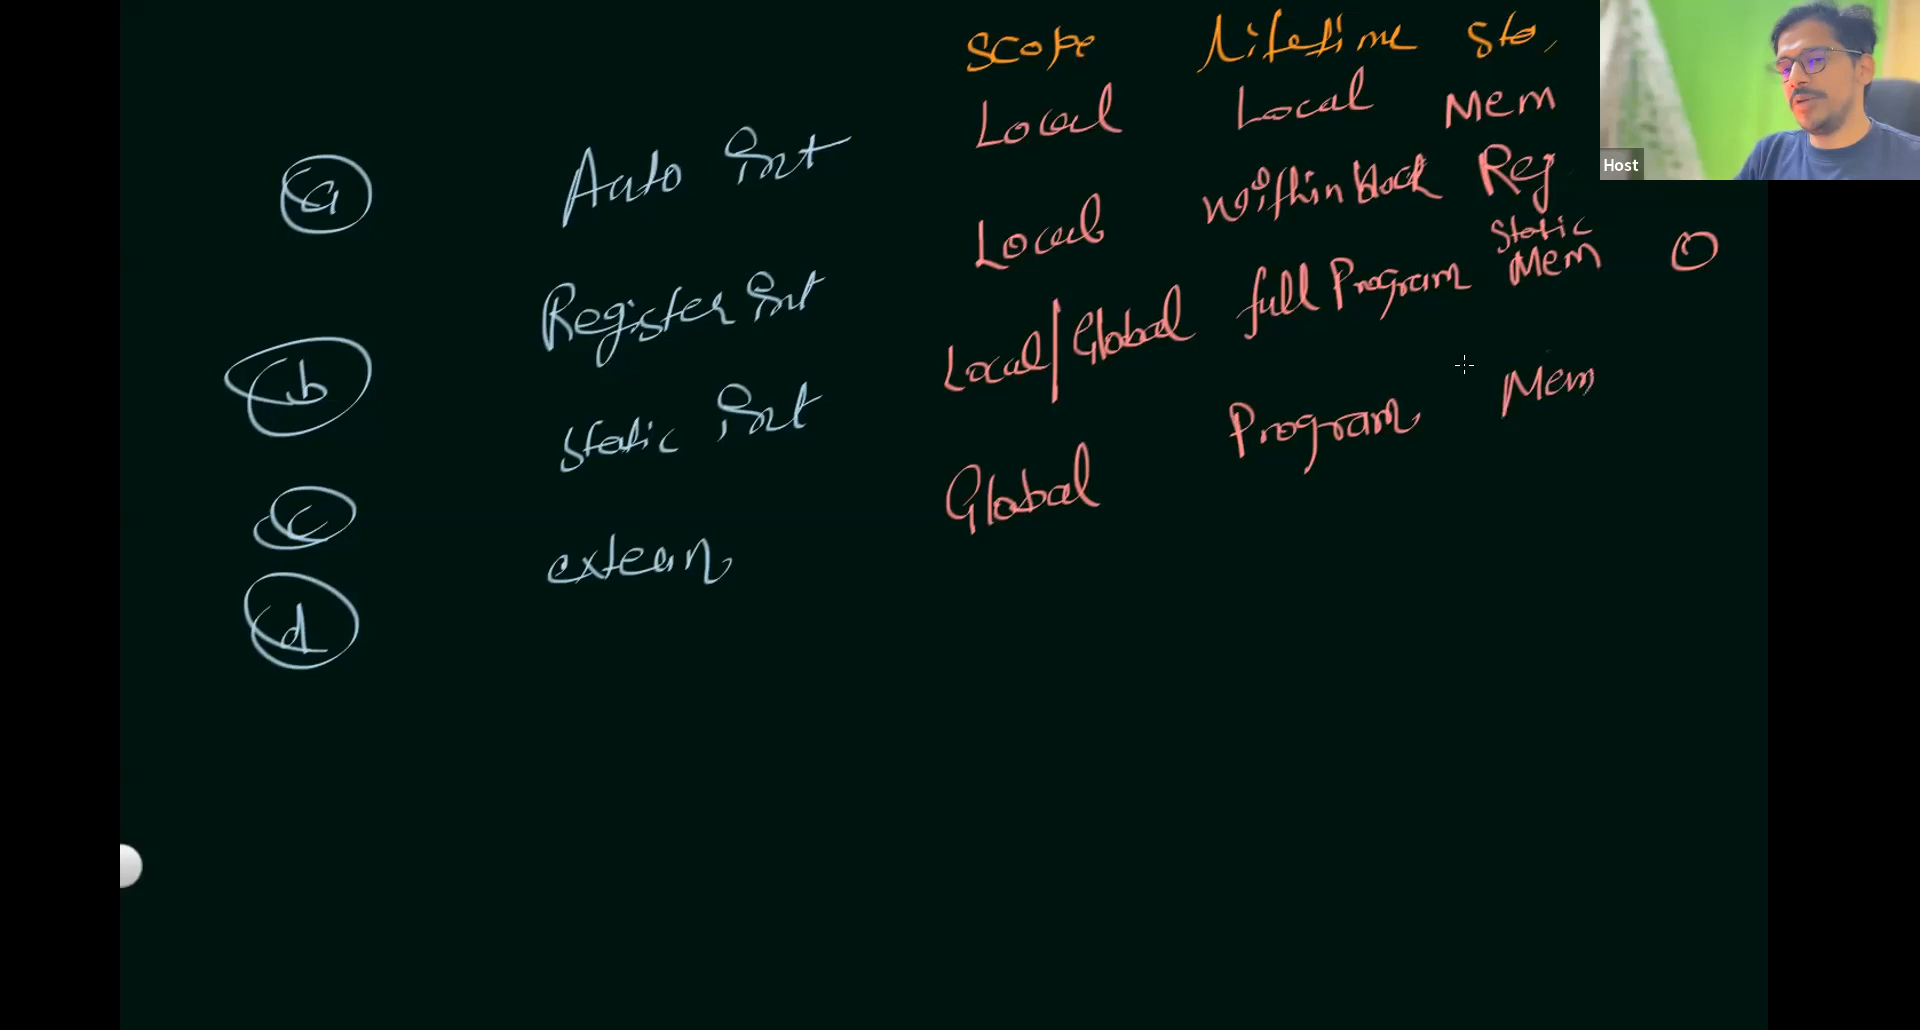 Scope Lifetime Sto.
a Auto int Local Local Mem
Host
b Register int Local Within block Reg
c static int Local/Global full Program Static Mem 0
d extern Global Program Mem